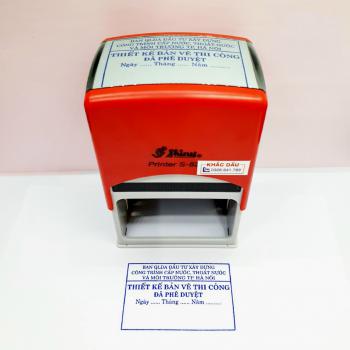 BAN QLDA ĐẦU TƯ XÂY DỰNG
CÔNG TRÌNH CẤP NƯỚC, THOÁT NƯỚC
VÀ MÔI TRƯỜNG TP. HÀ NỘI
THIẾT KẾ BẢN VẼ THI CÔNG
ĐÃ PHÊ DUYỆT
Ngày ...... Tháng ...... Năm ..........
Shiny
Printer S-82
KHẮC DẤU
BAN QLDA ĐẦU TƯ XÂY DỰNG
CÔNG TRÌNH CẤP NƯỚC, THOÁT NƯỚC
VÀ MÔI TRƯỜNG TP. HÀ NỘI
THIẾT KẾ BẢN VẼ THI CÔNG
ĐÃ PHÊ DUYỆT
Ngày ...... Tháng ...... Năm ..........